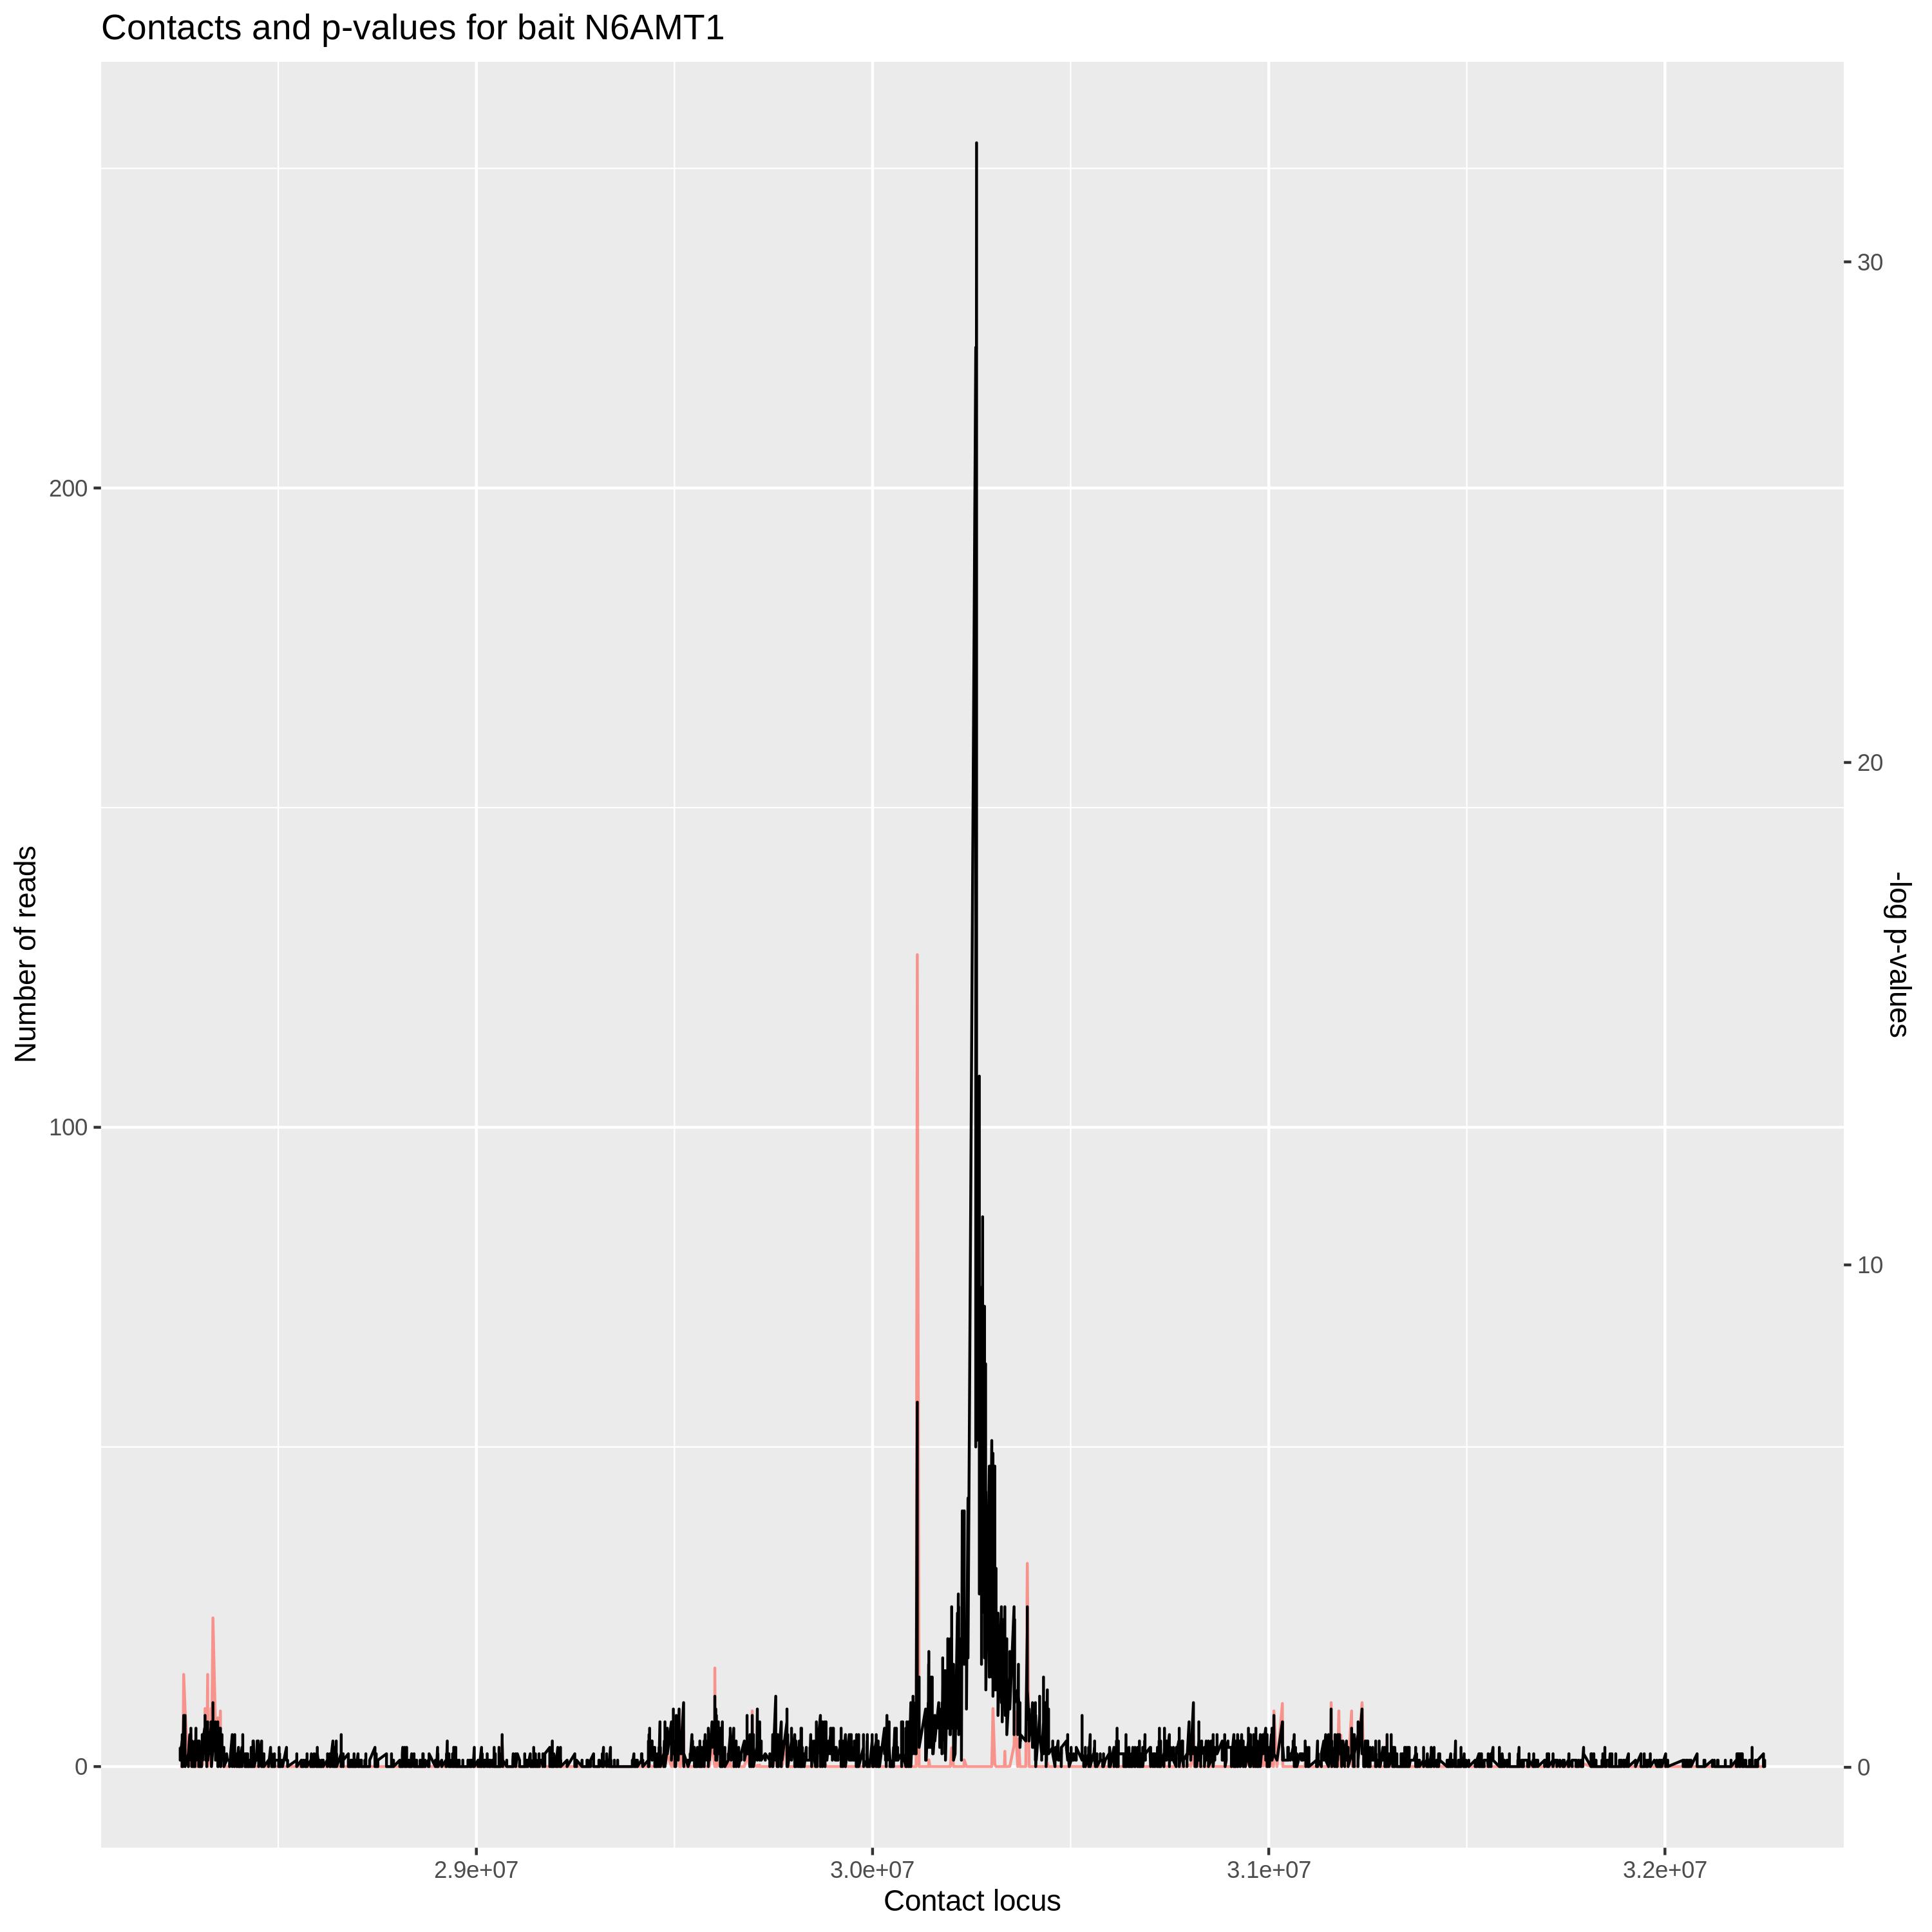 Contacts and p-values for bait N6AMT1
Number of reads
200
100
0
30
20
10
0
-log p-values
2.9e+07
3.0e+07
3.1e+07
3.2e+07
Contact locus